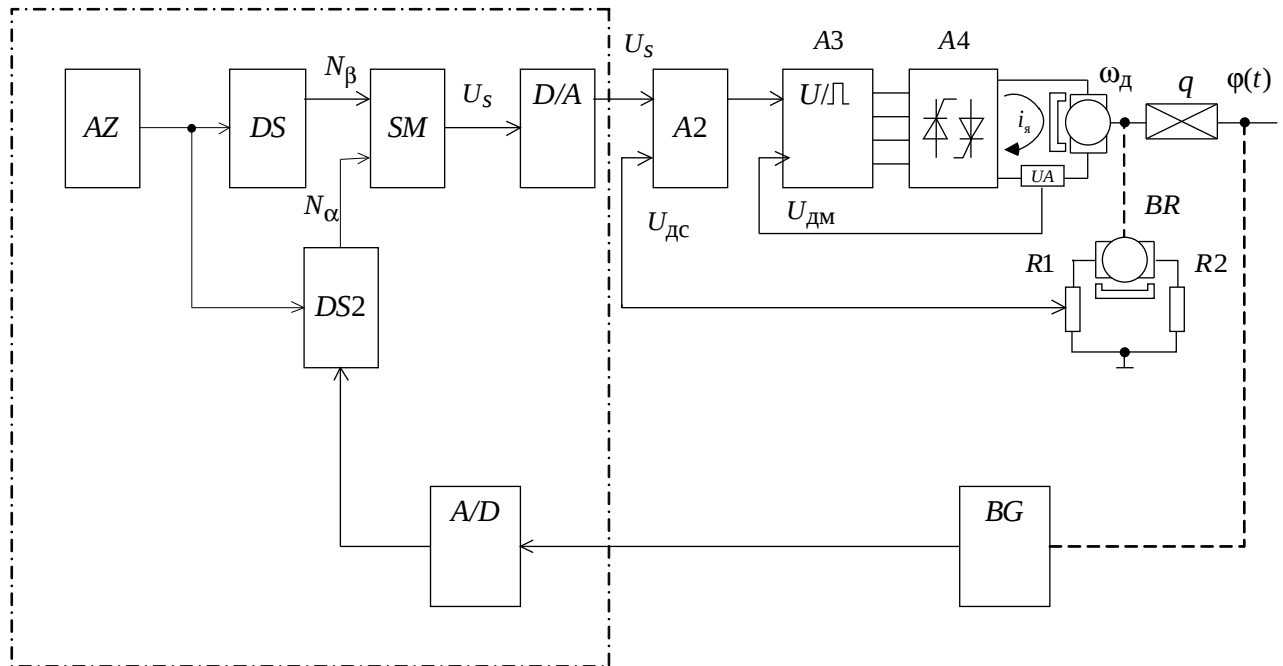 A3
A4
U_s
N_β
U_s
ω_д
q
φ(t)
AZ
DS
SM
D/A
A2
U/
i_я
UA
N_α
U_дс
U_дм
BR
R1
R2
DS2
A/D
BG